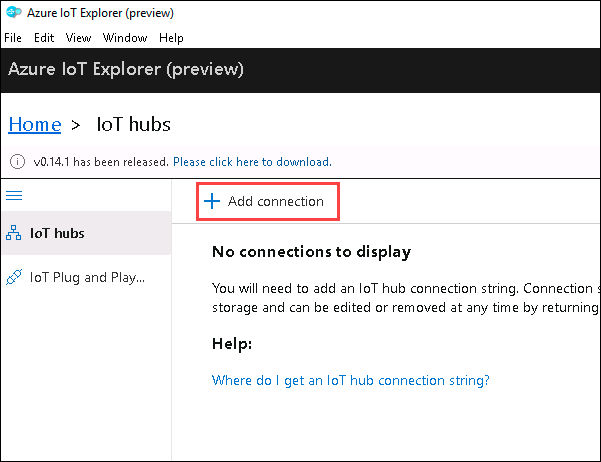 Azure IoT Explorer (preview)
File Edit View Window Help
Azure IoT Explorer (preview)
Home > IoT hubs
v0.14.1 has been released. Please click here to download.
+ Add connection
IoT hubs
No connections to display
IoT Plug and Play...
You will need to add an IoT hub connection string. Connection s
storage and can be edited or removed at any time by returning
Help:
Where do I get an IoT hub connection string?